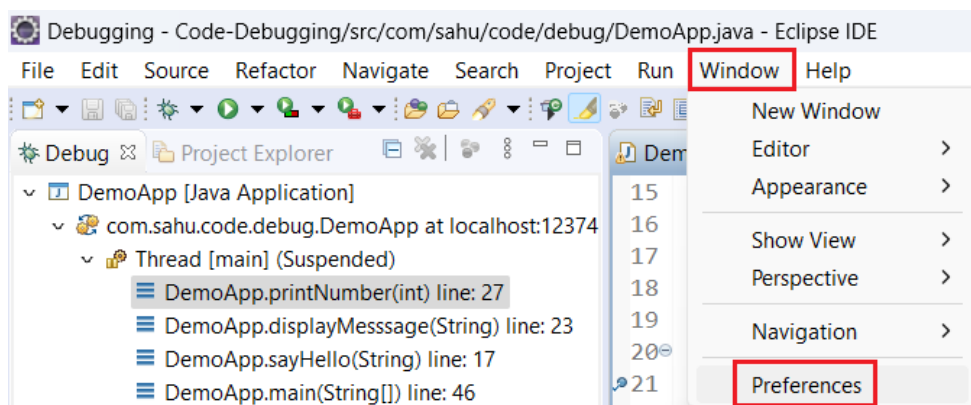 Debugging - Code-Debugging/src/com/sahu/code/debug/DemoApp.java - Eclipse IDE
File Edit Source Refactor Navigate Search Project Run Window Help
Debug Project Explorer
DemoApp [Java Application]
com.sahu.code.debug.DemoApp at localhost:12374
Thread [main] (Suspended)
DemoApp.printNumber(int) line: 27
DemoApp.displayMesssage(String) line: 23
DemoApp.sayHello(String) line: 17
DemoApp.main(String[]) line: 46
Dem
15
16
17
18
19
20
21
New Window
Editor
Appearance
Show View
Perspective
Navigation
Preferences